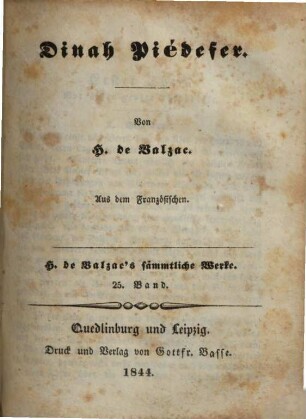 Dinah Piédefer.
Von
H. de Balzac.
Aus dem Französischen.
H. de Balzac's sämmtliche Werke.
25. Band.
Quedlinburg und Leipzig.
Druck und Verlag von Gottfr. Basse.
1844.